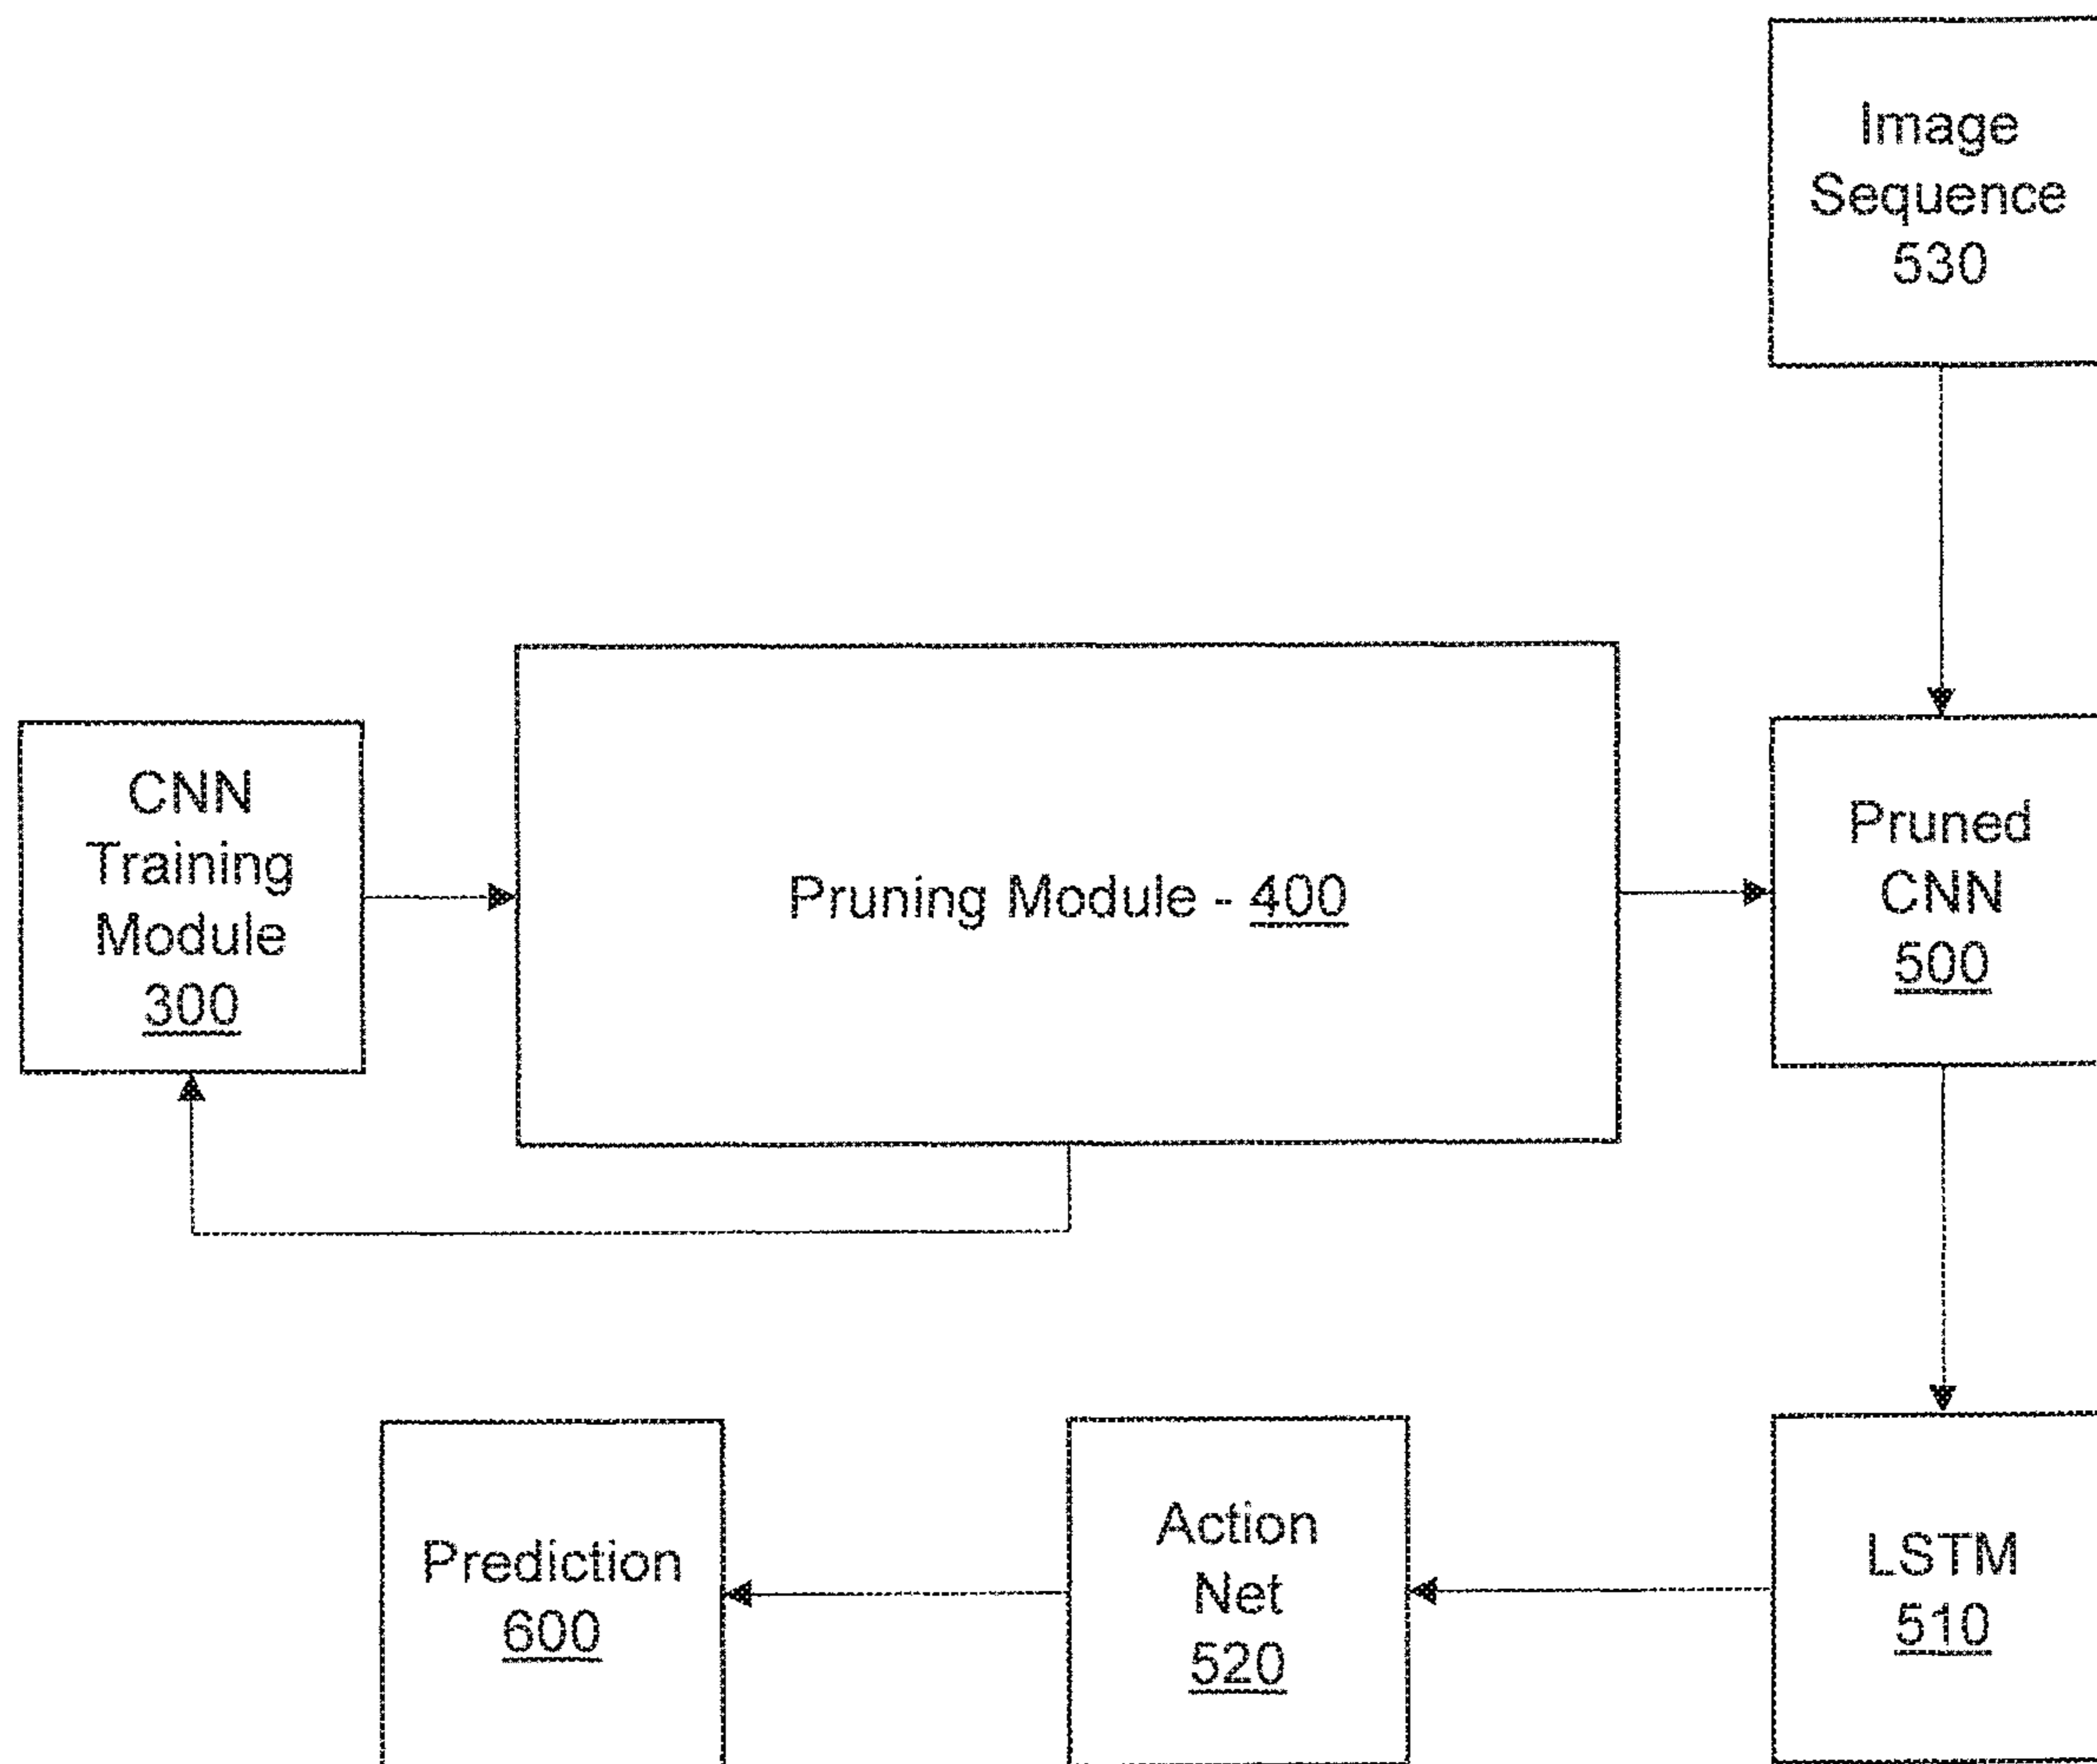 Image
Sequence
530
CNN
Training
Module
300
Pruning Module - 400
Pruned
CNN
500
Prediction
600
Action
Net
520
LSTM
510